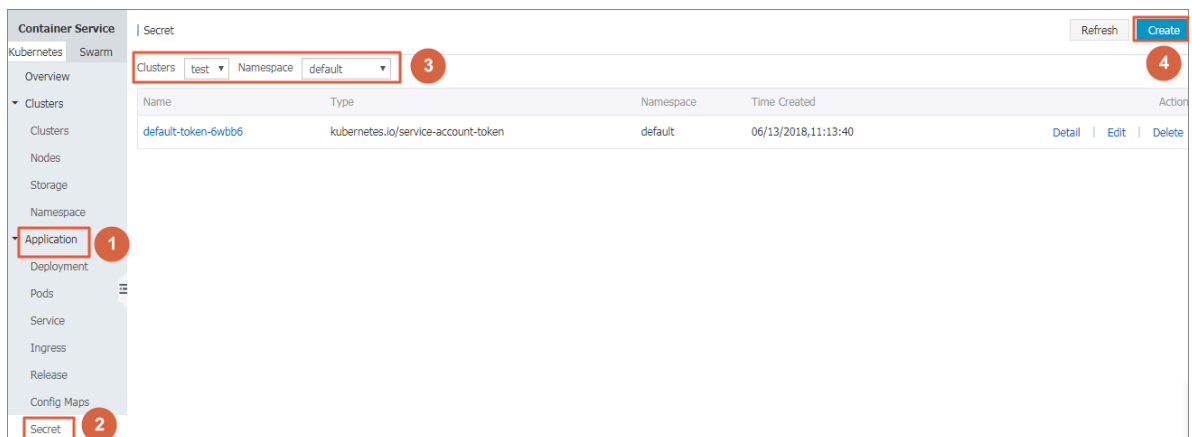 Container Service
Kubernetes Swarm
Overview
Clusters
Clusters
Nodes
Storage
Namespace
Application
1
Deployment
Pods
Service
Ingress
Release
Config Maps
Secret
2
Secret
Refresh Create
4
Clusters test Namespace default
3
Name Type Namespace Time Created Action
default-token-6wbb6 kubernetes.io/service-account-token default 06/13/2018,11:13:40 Detail | Edit | Delete